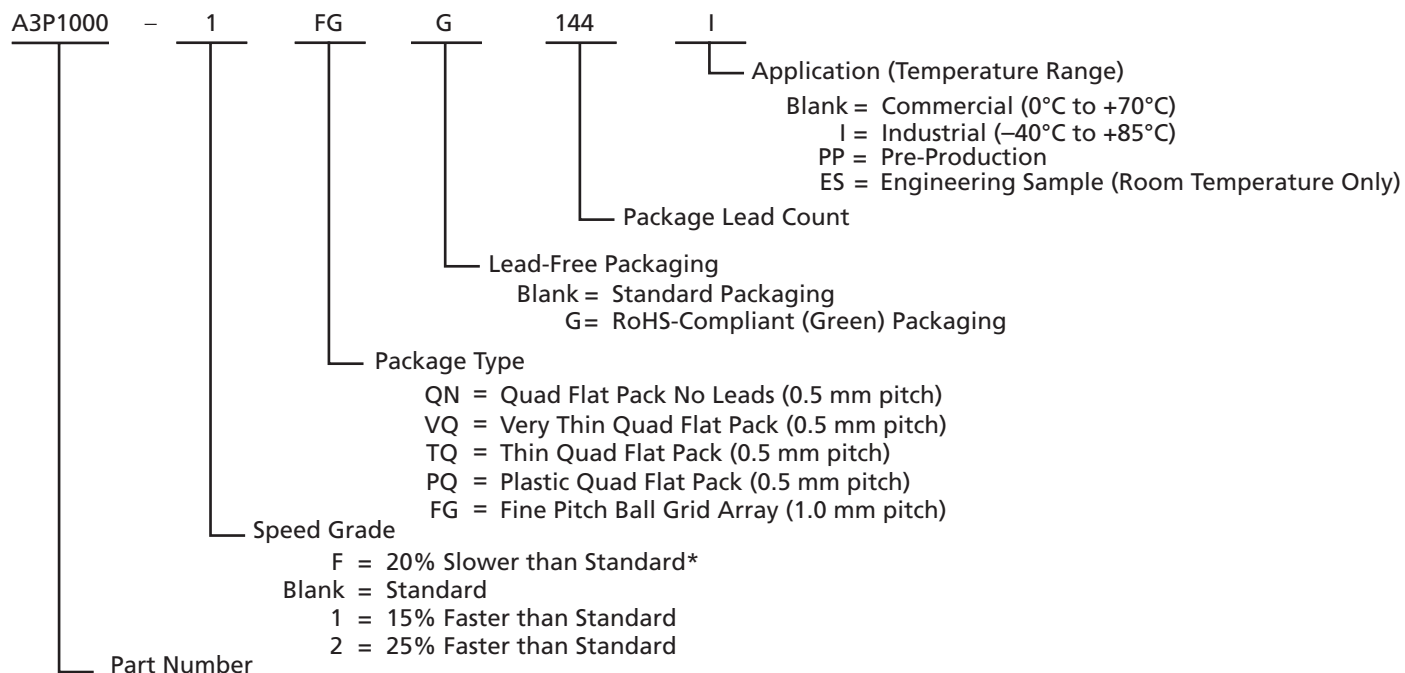 A3P1000 – 1 FG G 144 I
Application (Temperature Range)
Blank = Commercial (0°C to +70°C)
I = Industrial (–40°C to +85°C)
PP = Pre-Production
ES = Engineering Sample (Room Temperature Only)
Package Lead Count
Lead-Free Packaging
Blank = Standard Packaging
G= RoHS-Compliant (Green) Packaging
Package Type
QN = Quad Flat Pack No Leads (0.5 mm pitch)
VQ = Very Thin Quad Flat Pack (0.5 mm pitch)
TQ = Thin Quad Flat Pack (0.5 mm pitch)
PQ = Plastic Quad Flat Pack (0.5 mm pitch)
FG = Fine Pitch Ball Grid Array (1.0 mm pitch)
Speed Grade
F = 20% Slower than Standard*
Blank = Standard
1 = 15% Faster than Standard
2 = 25% Faster than Standard
Part Number